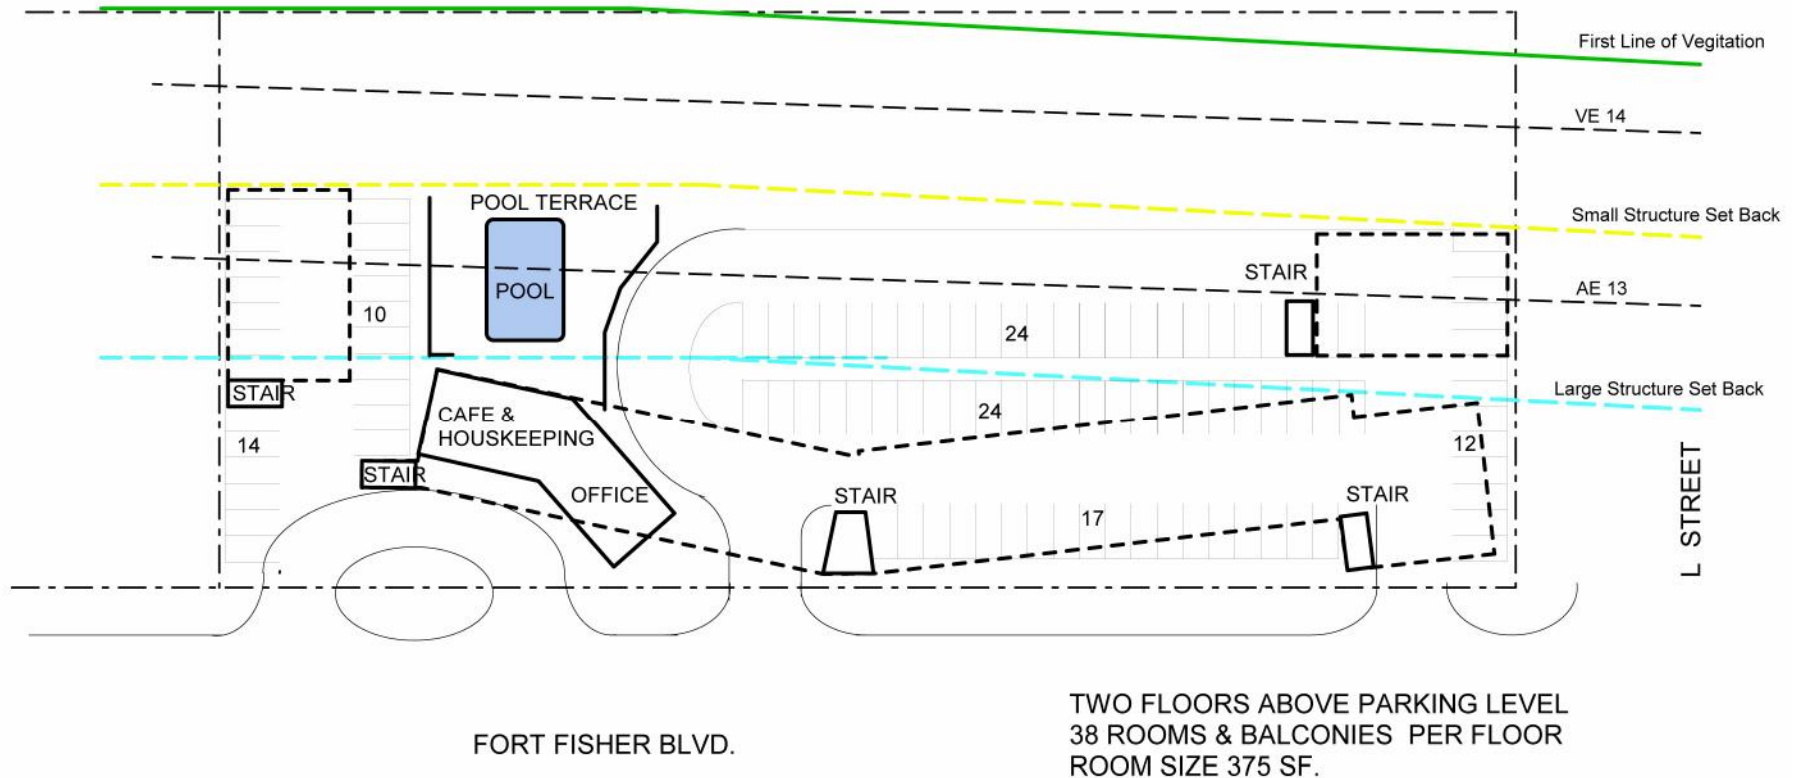 First Line of Vegitation
VE 14
POOL TERRACE
Small Structure Set Back
STAIR
POOL
AE 13
10
24
Large Structure Set Back
STAIR
CAFE &
HOUSKEEPING
24
14
12
STAIR
OFFICE
STAIR
STAIR
17
L STREET
FORT FISHER BLVD.
TWO FLOORS ABOVE PARKING LEVEL
38 ROOMS & BALCONIES PER FLOOR
ROOM SIZE 375 SF.